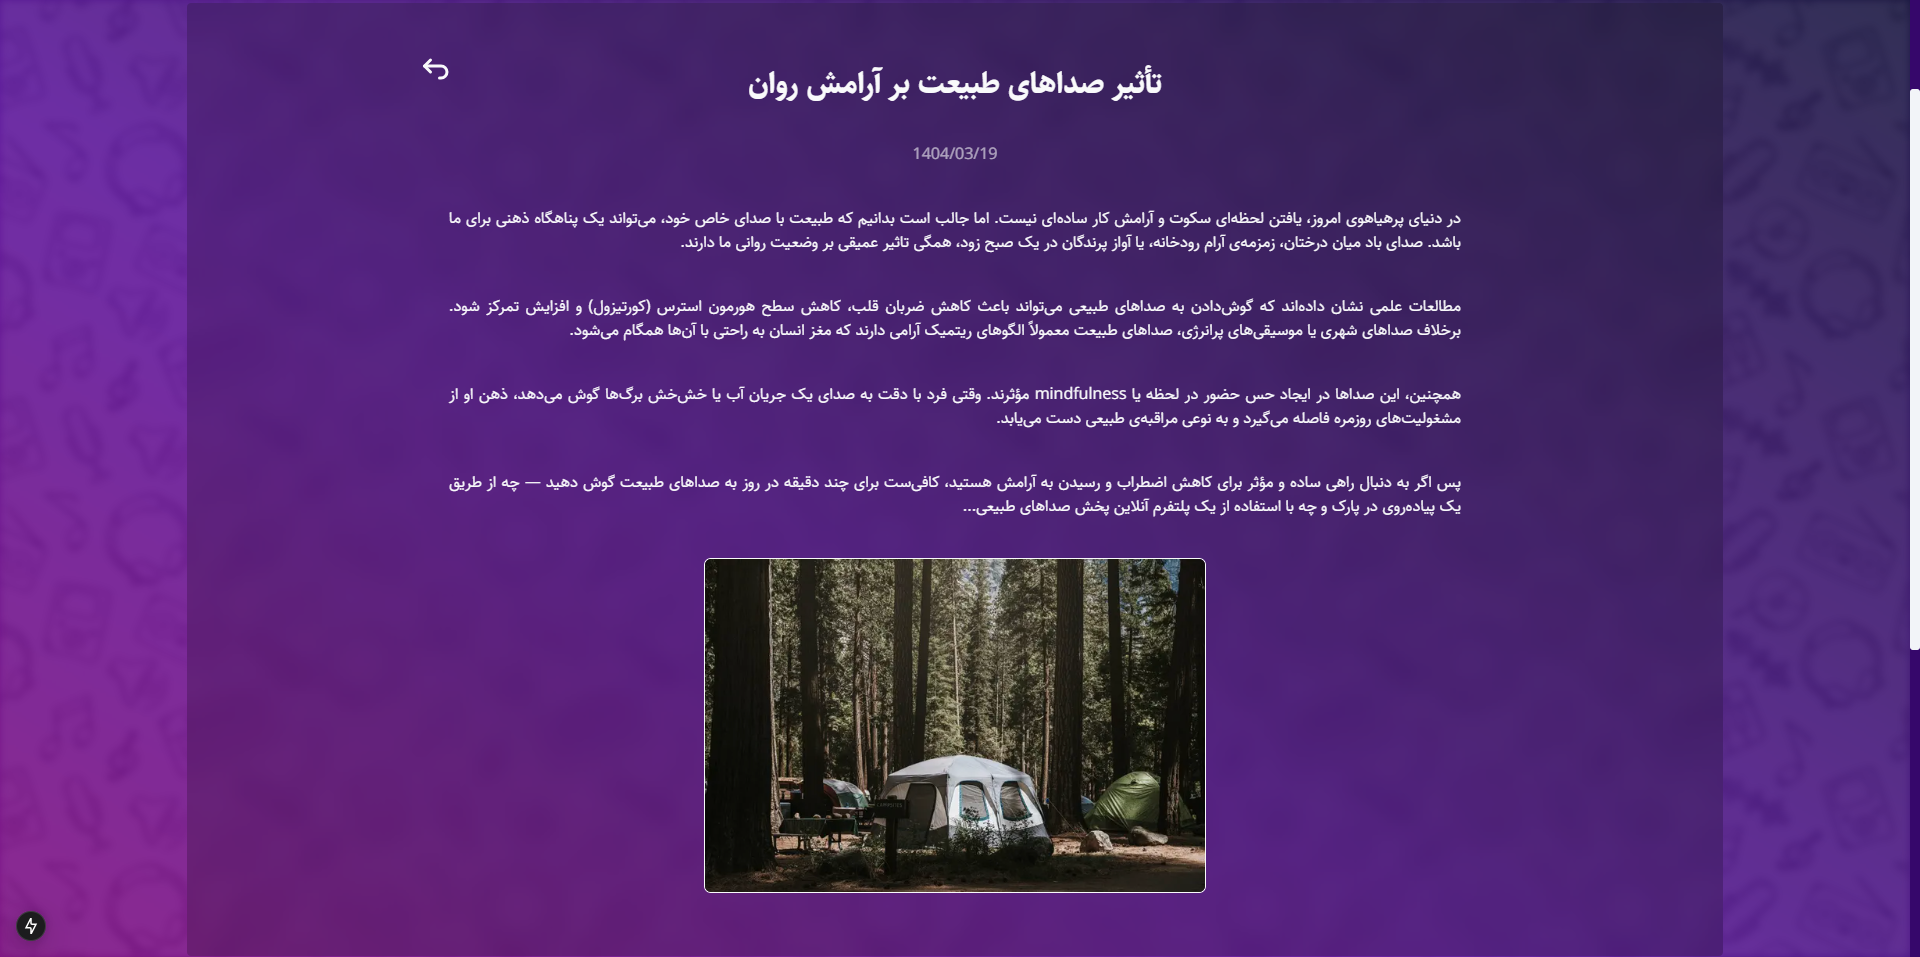 تأثیر صداهای طبیعت بر آرامش روان
1404/03/19
در دنیای پرهیاهوی امروز، یافتن لحظه‌ای سکوت و آرامش کار ساده‌ای نیست. اما جالب است بدانیم که طبیعت با صدای خاص خود، می‌تواند یک پناهگاه ذهنی برای ما
باشد. صدای باد میان درختان، زمزمه‌ی آرام رودخانه، یا آواز پرندگان در یک صبح زود، همگی تاثیر عمیقی بر وضعیت روانی ما دارند.
مطالعات علمی نشان داده‌اند که گوش‌دادن به صداهای طبیعی می‌تواند باعث کاهش ضربان قلب، کاهش سطح هورمون استرس (کورتیزول) و افزایش تمرکز شود.
برخلاف صداهای شهری یا موسیقی‌های پرانرژی، صداهای طبیعت معمولاً الگوهای ریتمیک آرامی دارند که مغز انسان به راحتی با آن‌ها همگام می‌شود.
همچنین، این صداها در ایجاد حس حضور در لحظه یا mindfulness مؤثرند. وقتی فرد با دقت به صدای یک جریان آب یا خش‌خش برگ‌ها گوش می‌دهد، ذهن او از
مشغولیت‌های روزمره فاصله می‌گیرد و به نوعی مراقبه‌ی طبیعی دست می‌یابد.
پس اگر به دنبال راهی ساده و مؤثر برای کاهش اضطراب و رسیدن به آرامش هستید، کافی‌ست برای چند دقیقه در روز به صداهای طبیعت گوش دهید — چه از طریق
یک پیاده‌روی در پارک و چه با استفاده از یک پلتفرم آنلاین پخش صداهای طبیعی...